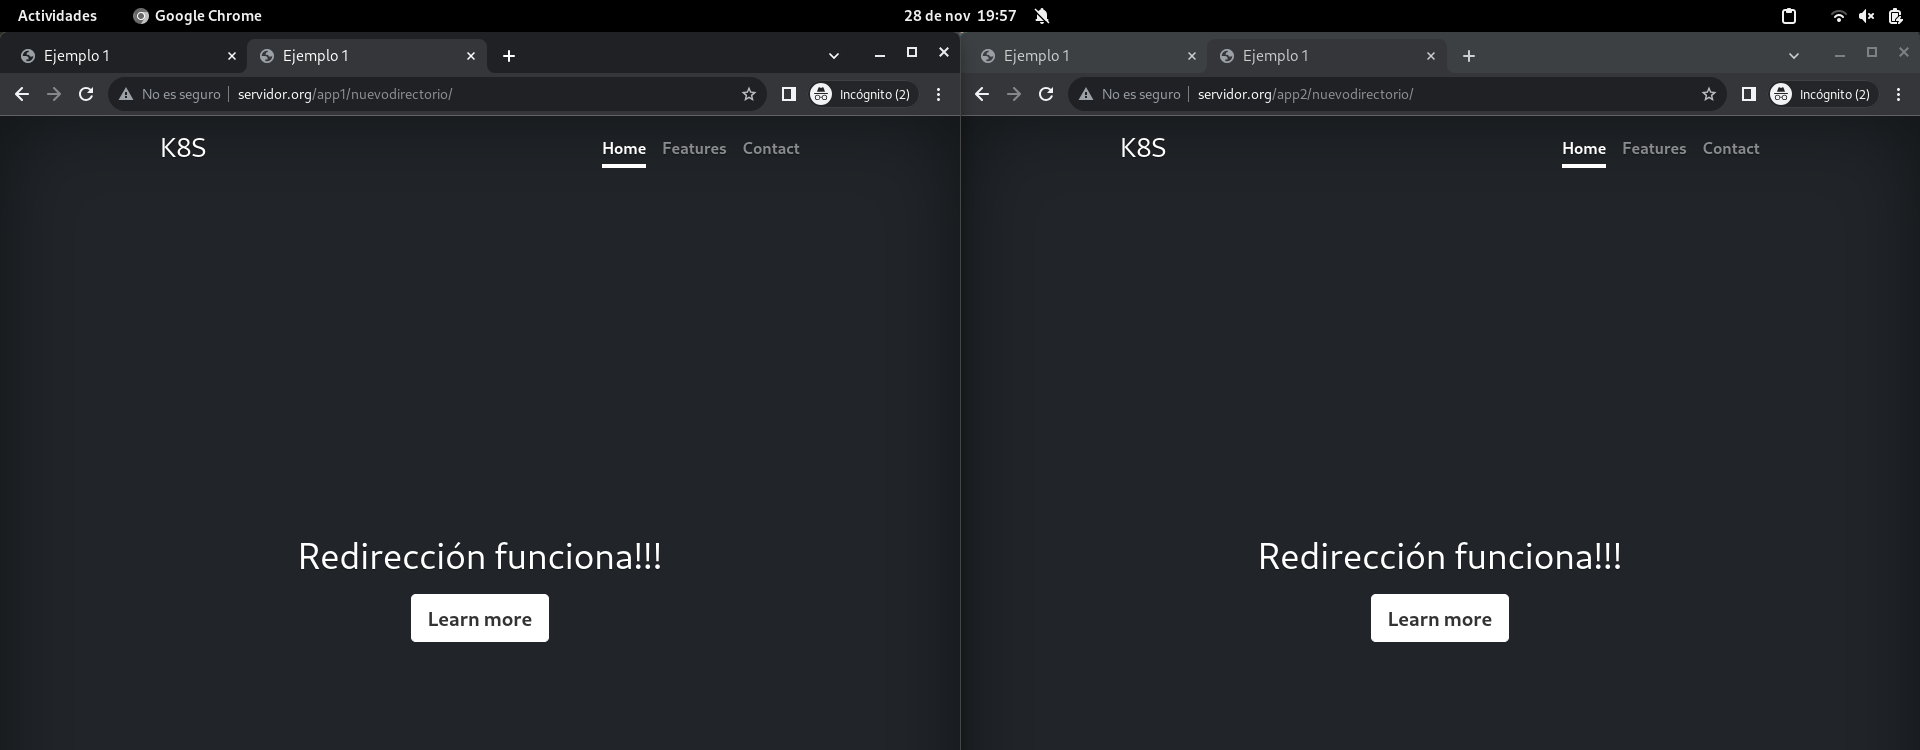 Actividades Google Chrome 28 de nov 19:57
Ejemplo 1 Ejemplo 1
No es seguro servidor.org/app1/nuevodirectorio/ Incógnito (2)
K8S Home Features Contact
Redirección funciona!!!
Learn more
Ejemplo 1 Ejemplo 1
No es seguro servidor.org/app2/nuevodirectorio/ Incógnito (2)
K8S Home Features Contact
Redirección funciona!!!
Learn more